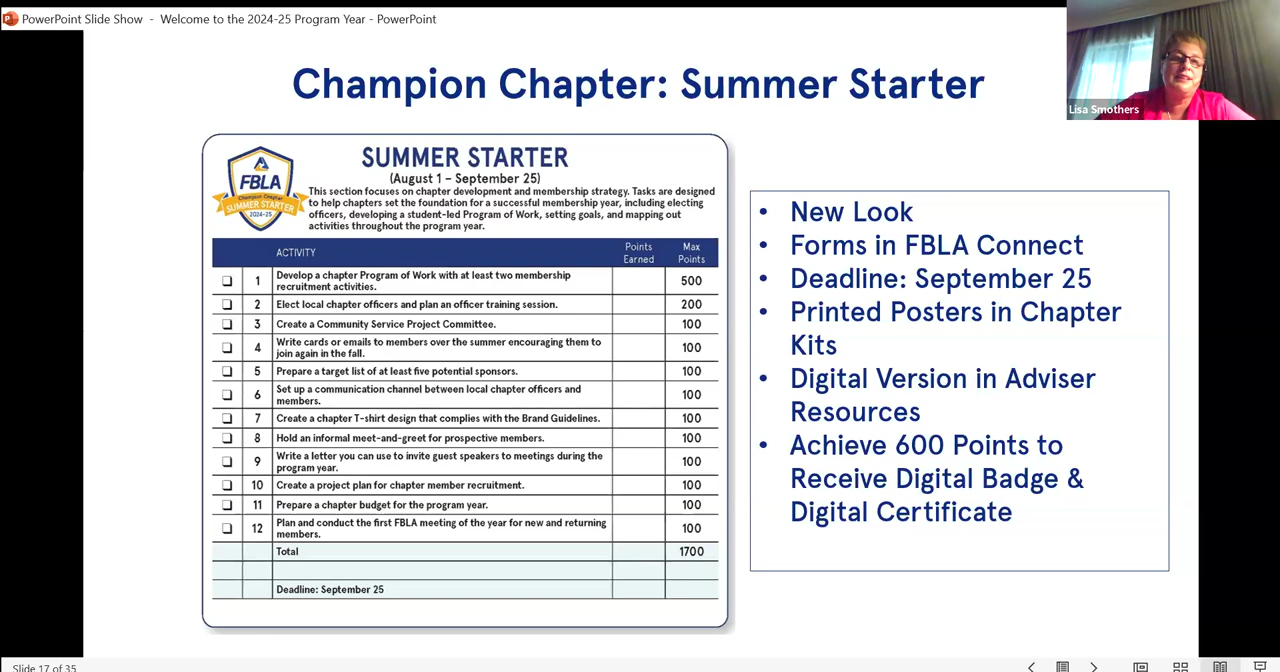 PowerPoint Slide Show - Welcome to the 2024-25 Program Year - PowerPoint
Lisa Smothers
Champion Chapter: Summer Starter
FBLA
Champion Chapter
SUMMER STARTER
2024-25
SUMMER STARTER
(August 1 – September 25)
This section focuses on chapter development and membership strategy. Tasks are designed
to help chapters set the foundation for a successful membership year, including electing
officers, developing a student-led Program of Work, setting goals, and mapping out
activities throughout the program year.
ACTIVITY Points Earned Max Points
1 Develop a chapter Program of Work with at least two membership
recruitment activities. 500
2 Elect local chapter officers and plan an officer training session. 200
3 Create a Community Service Project Committee. 100
4 Write cards or emails to members over the summer encouraging them to
join again in the fall. 100
5 Prepare a target list of at least five potential sponsors. 100
6 Set up a communication channel between local chapter officers and
members. 100
7 Create a chapter T-shirt design that complies with the Brand Guidelines. 100
8 Hold an informal meet-and-greet for prospective members. 100
9 Write a letter you can use to invite guest speakers to meetings during the
program year. 100
10 Create a project plan for chapter member recruitment. 100
11 Prepare a chapter budget for the program year. 100
12 Plan and conduct the first FBLA meeting of the year for new and returning
members. 100
Total 1700
Deadline: September 25
• New Look
• Forms in FBLA Connect
• Deadline: September 25
• Printed Posters in Chapter
Kits
• Digital Version in Adviser
Resources
• Achieve 600 Points to
Receive Digital Badge &
Digital Certificate
Slide 17 of 35